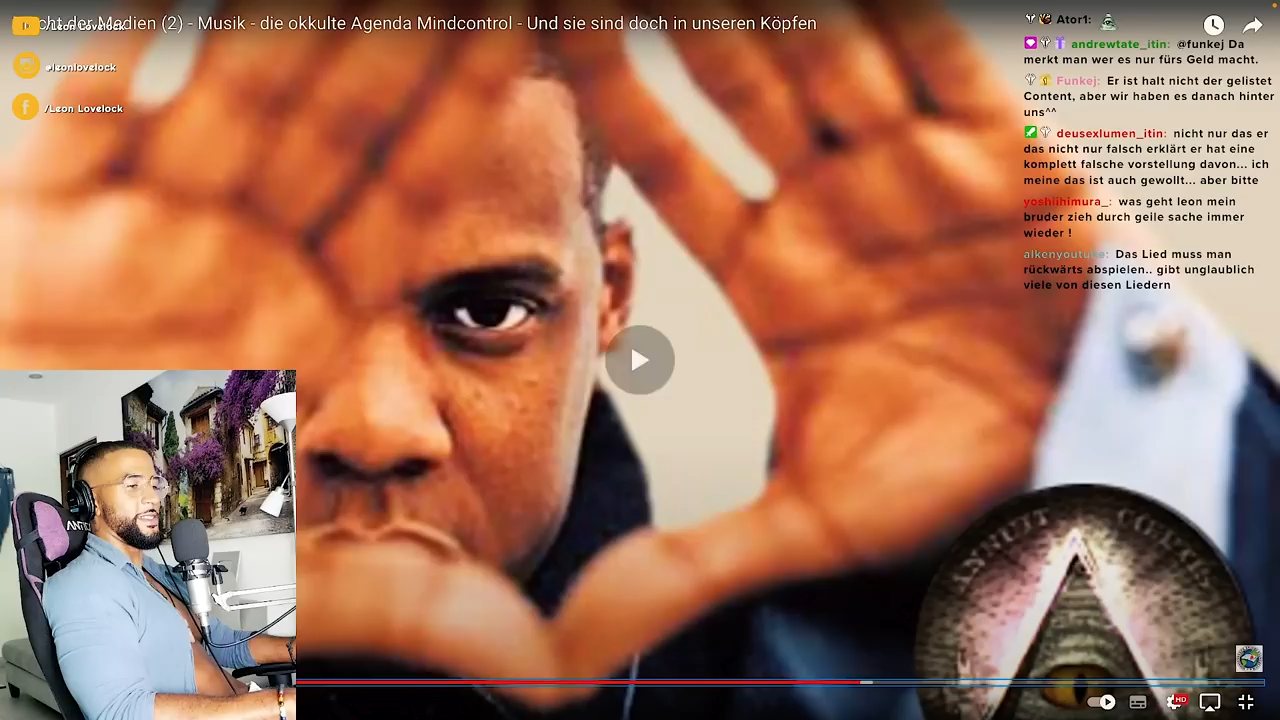 cht der Medien (2) - Musik - die okkulte Agenda Mindcontrol - Und sie sind doch in unseren Köpfen
/Leon Lovelock
@leonlovelock
/Leon Lovelock
Ator1:
andrewtate_itin: @funkej Da
merkt man wer es nur fürs Geld macht.
Funkej: Er ist halt nicht der gelistet
Content, aber wir haben es danach hinter
uns^^
deusexlumen_itin: nicht nur das er
das nicht nur falsch erklärt er hat eine
komplett falsche vorstellung davon... ich
meine das ist auch gewollt... aber bitte
yoshiihimura_: was geht leon mein
bruder zieh durch geile sache immer
wieder !
alkenyoutube: Das Lied muss man
rückwärts abspielen.. gibt unglaublich
viele von diesen Liedern
ANNUIT COEPT
HD